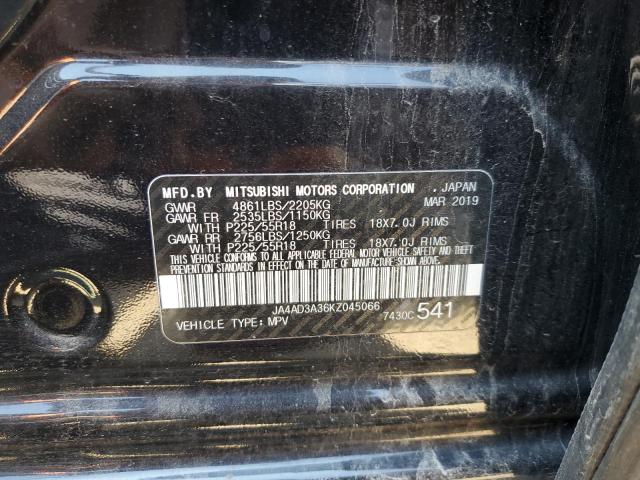 MFD.BY MITSUBISHI MOTORS CORPORATION . JAPAN
GVWR 4861LBS/2205KG MAR 2019
GAWR FR 2535LBS/1150KG
WITH P225/55R18 TIRES 18X7.0J RIMS
GAWR RR 2756LBS/1250KG
WITH P225/55R18 TIRES 18X7.0J RIMS
THIS VEHICLE CONFORMS TO ALL APPLICABLE FEDERAL MOTOR VEHICLE SAFETY AND THEFT
PREVENTION STANDARDS IN EFFECT ON THE DATE OF MANUFACTURE SHOWN ABOVE.
JA4AD3A36KZ045066
VEHICLE TYPE: MPV 7430C 541